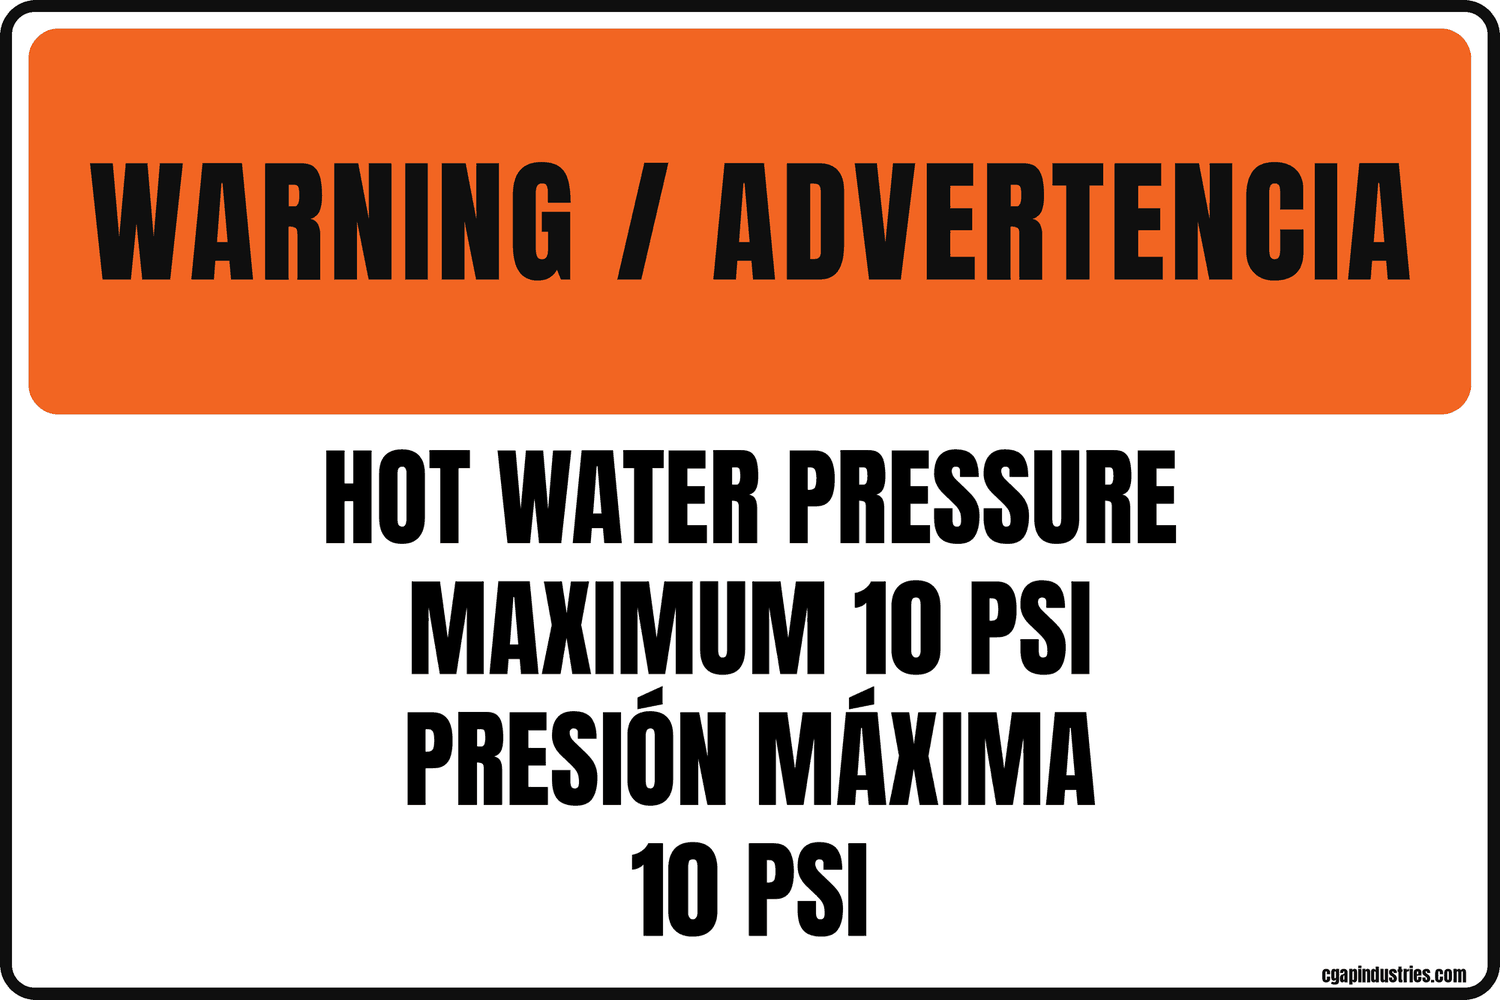 WARNING / ADVERTENCIA
HOT WATER PRESSURE
MAXIMUM 10 PSI
PRESIÓN MÁXIMA
10 PSI
cgapindustries.com